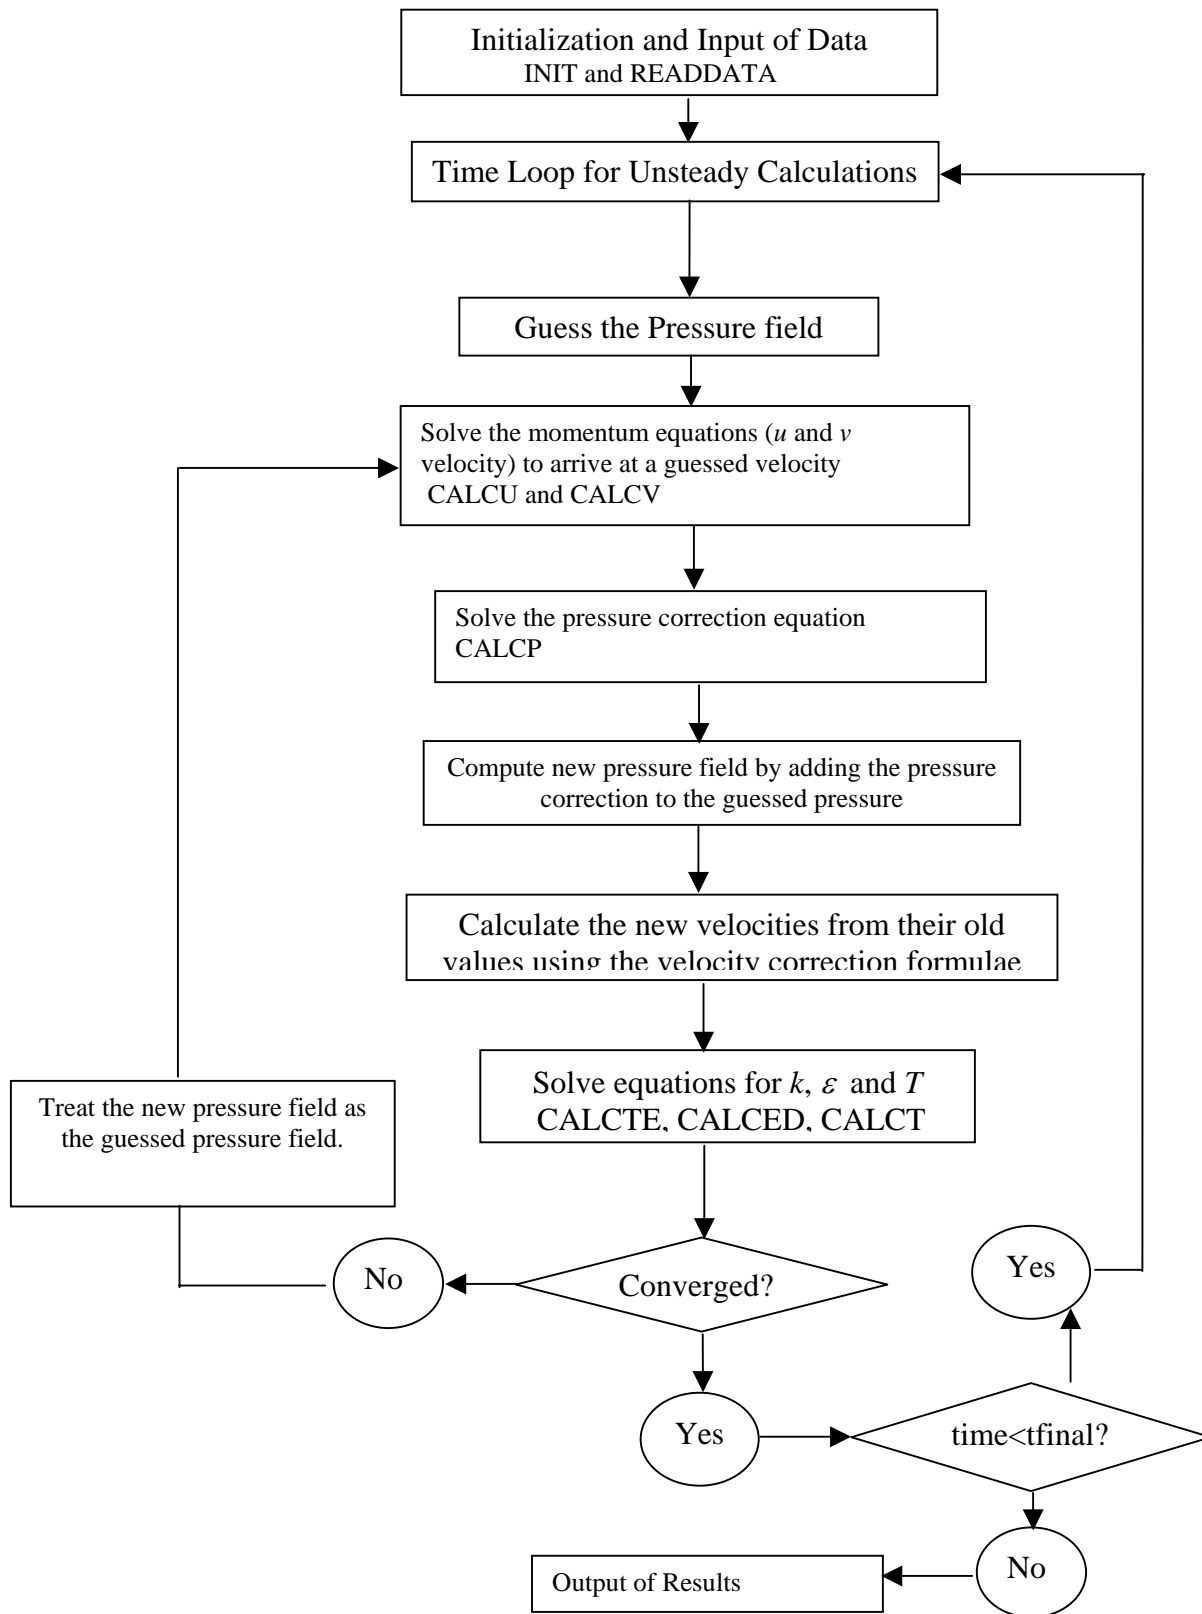 Initialization and Input of Data
INIT and READDATA
Time Loop for Unsteady Calculations
Guess the Pressure field
Solve the momentum equations (u and v
velocity) to arrive at a guessed velocity
CALCU and CALCV
Solve the pressure correction equation
CALCP
Compute new pressure field by adding the pressure
correction to the guessed pressure
Calculate the new velocities from their old
values using the velocity correction formulae
Solve equations for k, ε and T
CALCTE, CALCED, CALCT
Treat the new pressure field as
the guessed pressure field.
No
Converged?
Yes
Yes
time<tfinal?
No
Output of Results